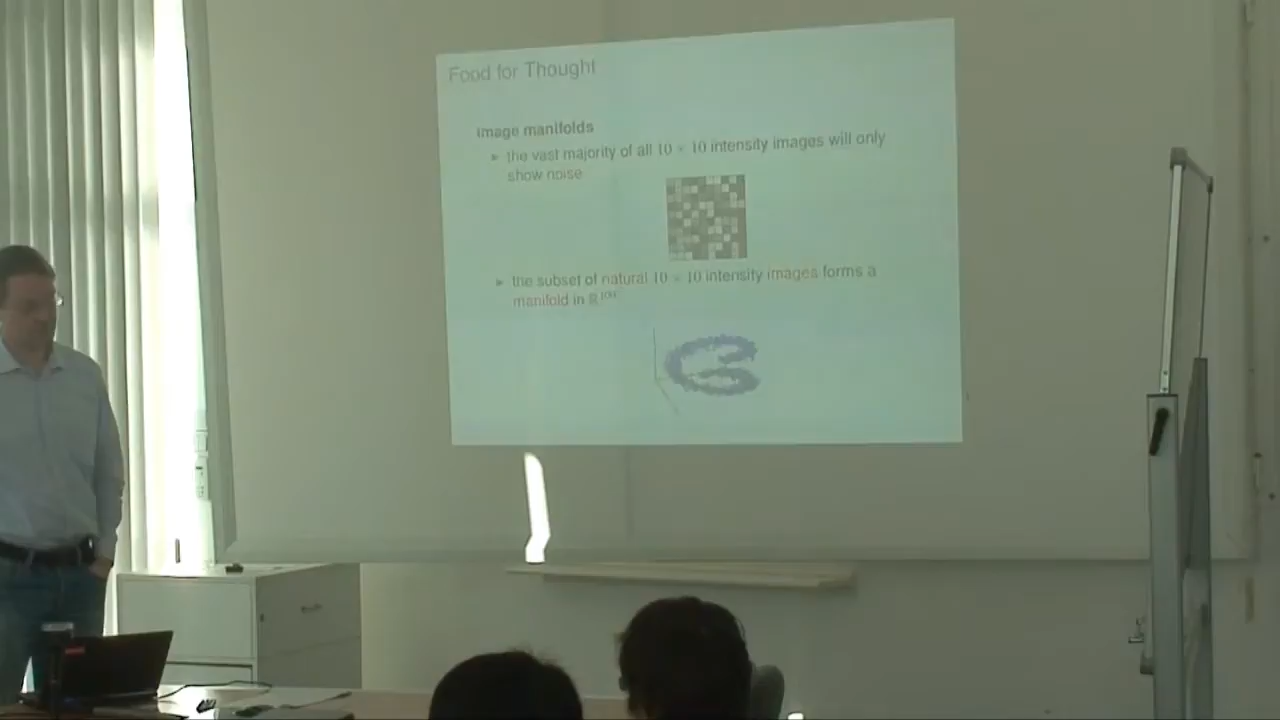 Food for Thought
Image manifolds
► the vast majority of all 10 × 10 intensity images will only
show noise
► the subset of natural 10 × 10 intensity images forms a
manifold in ℝ¹⁰⁰